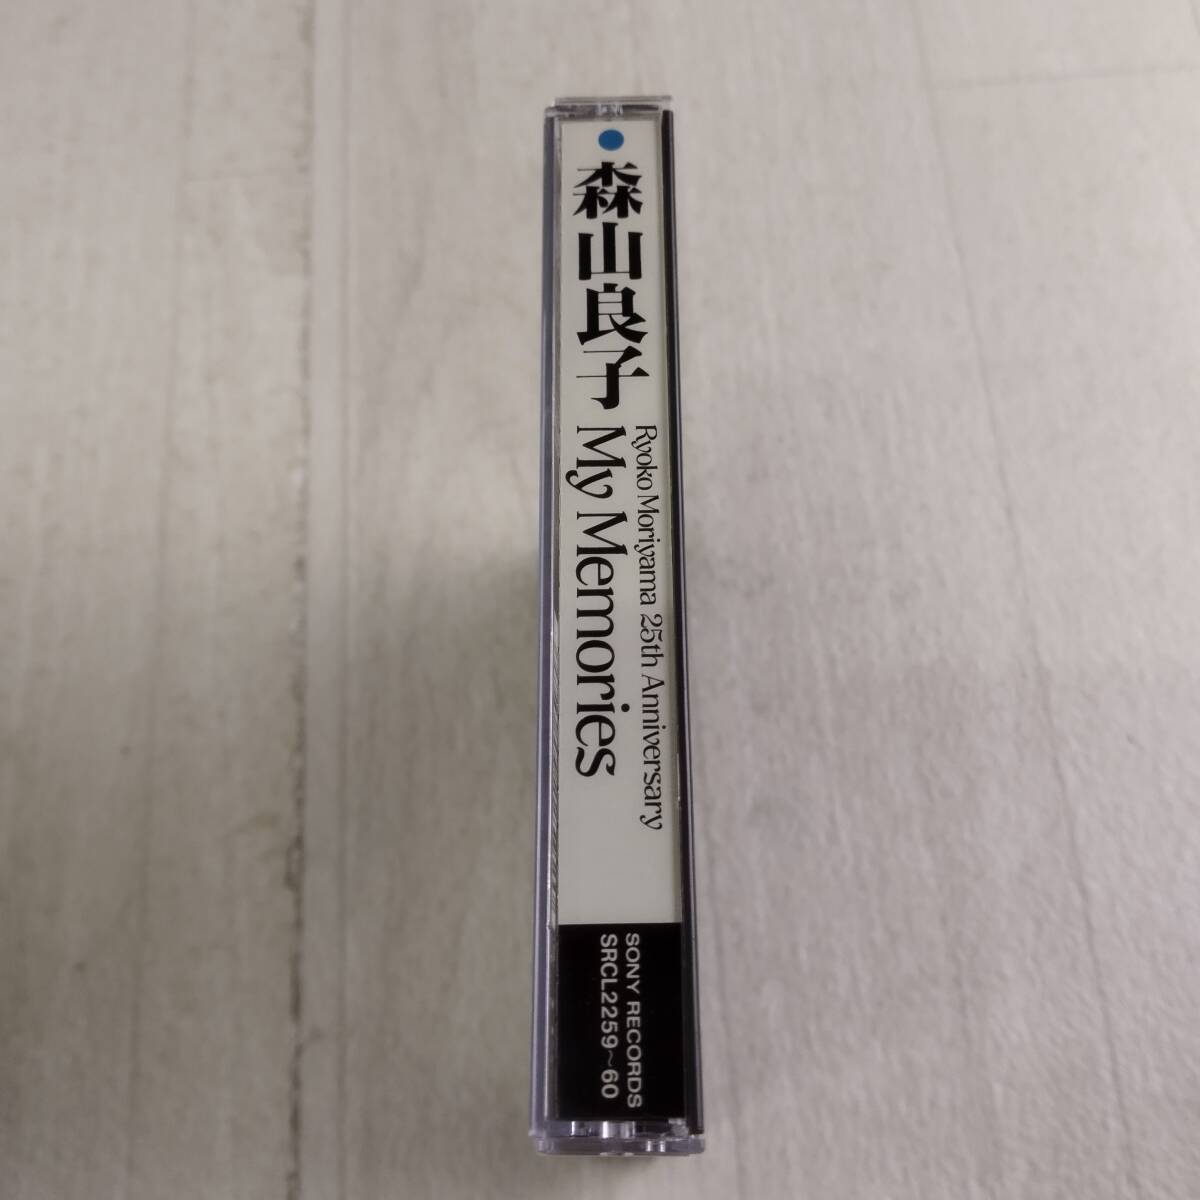 森山良子 My Memories
Ryoko Moriyama 25th Anniversary
SONY RECORDS
SRCL2259~60